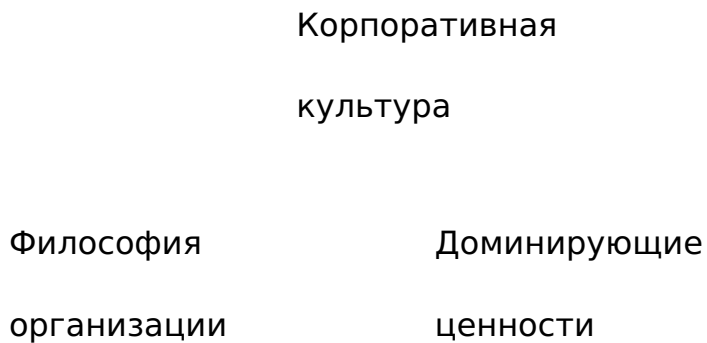 Корпоративная
культура
Философия
организации
Доминирующие
ценности